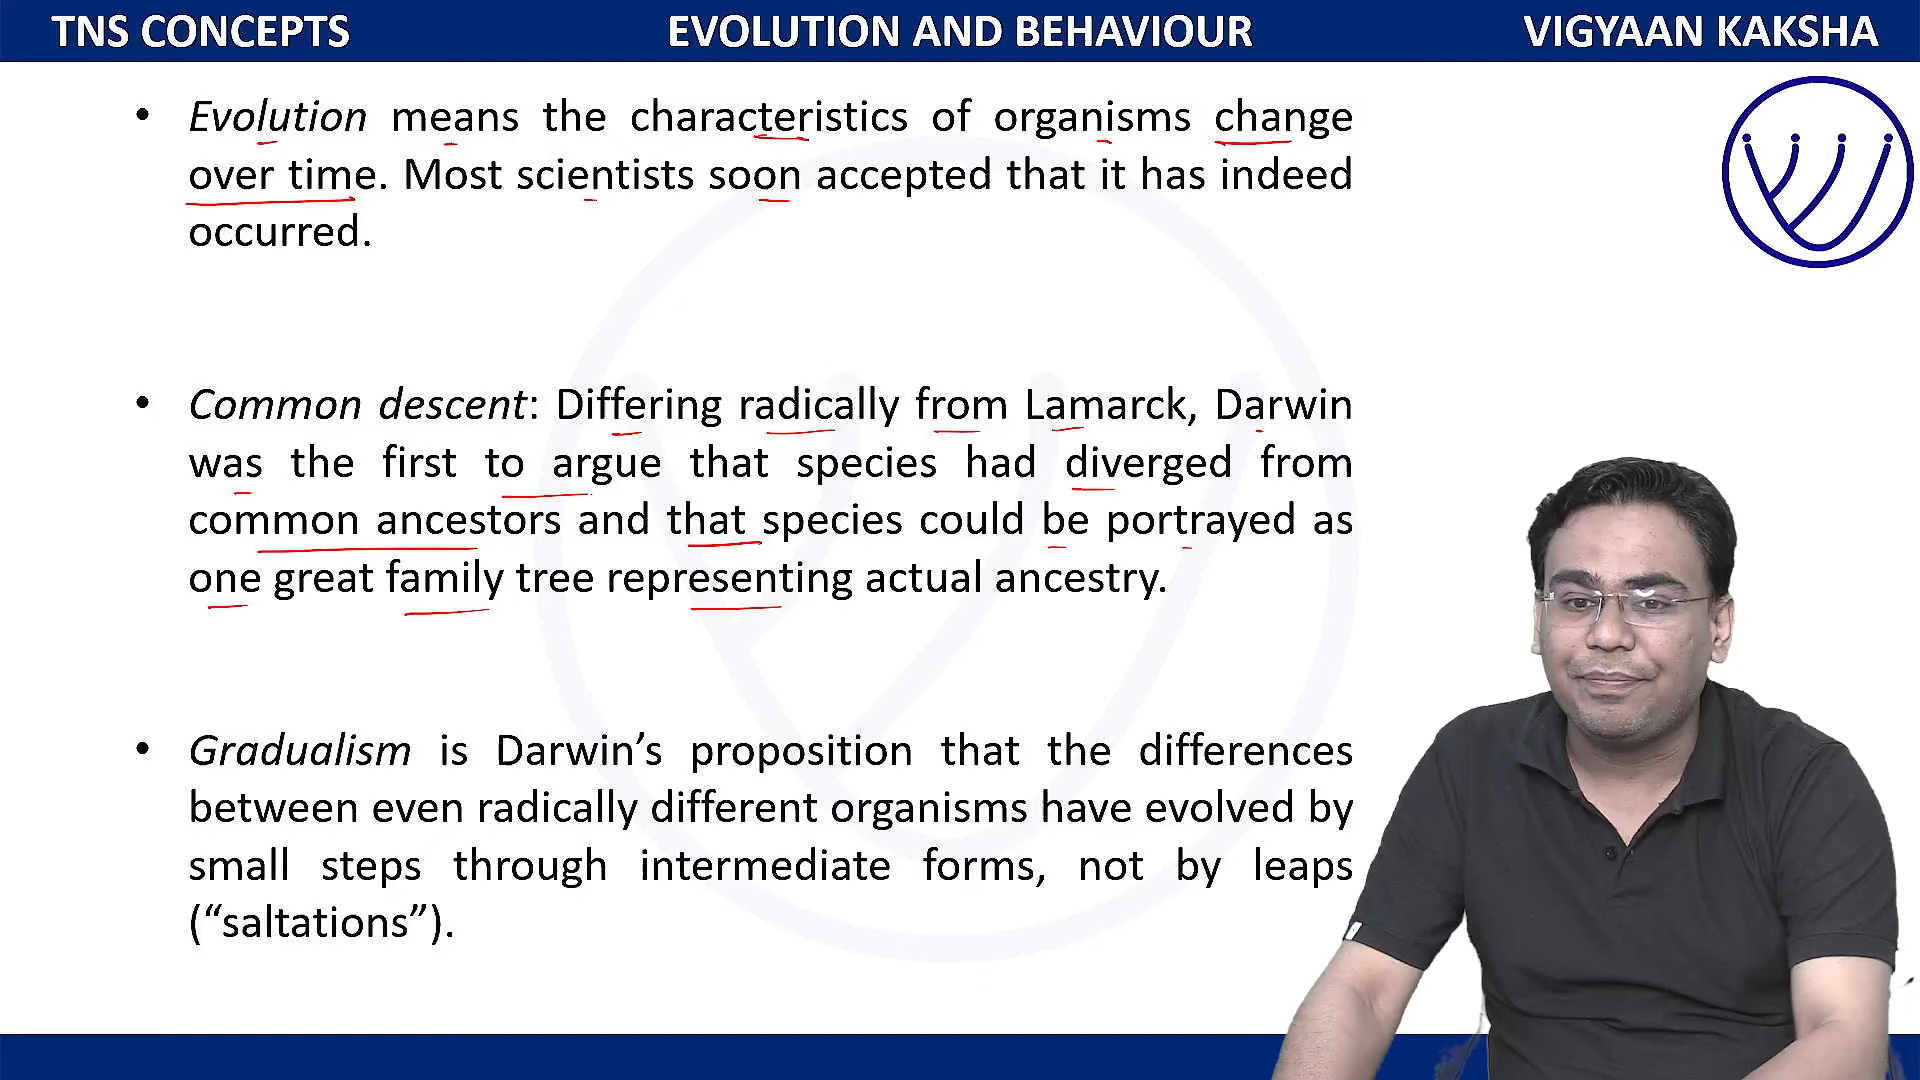 TNS CONCEPTS EVOLUTION AND BEHAVIOUR VIGYAAN KAKSHA
• Evolution means the characteristics of organisms change
over time. Most scientists soon accepted that it has indeed
occurred.
• Common descent: Differing radically from Lamarck, Darwin
was the first to argue that species had diverged from
common ancestors and that species could be portrayed as
one great family tree representing actual ancestry.
• Gradualism is Darwin’s proposition that the differences
between even radically different organisms have evolved by
small steps through intermediate forms, not by leaps
(“saltations”).